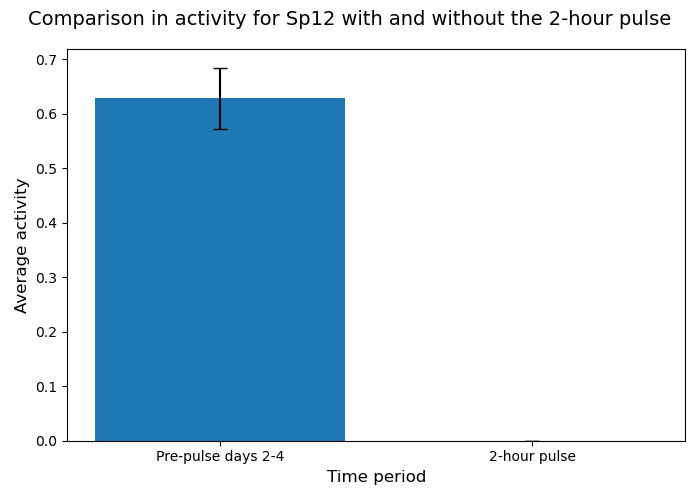 Comparison in activity for Sp12 with and without the 2-hour pulse
0.7
0.6
0.5
0.4
0.3
0.2
0.1
0.0
Average activity
Pre-pulse days 2-4
2-hour pulse
Time period